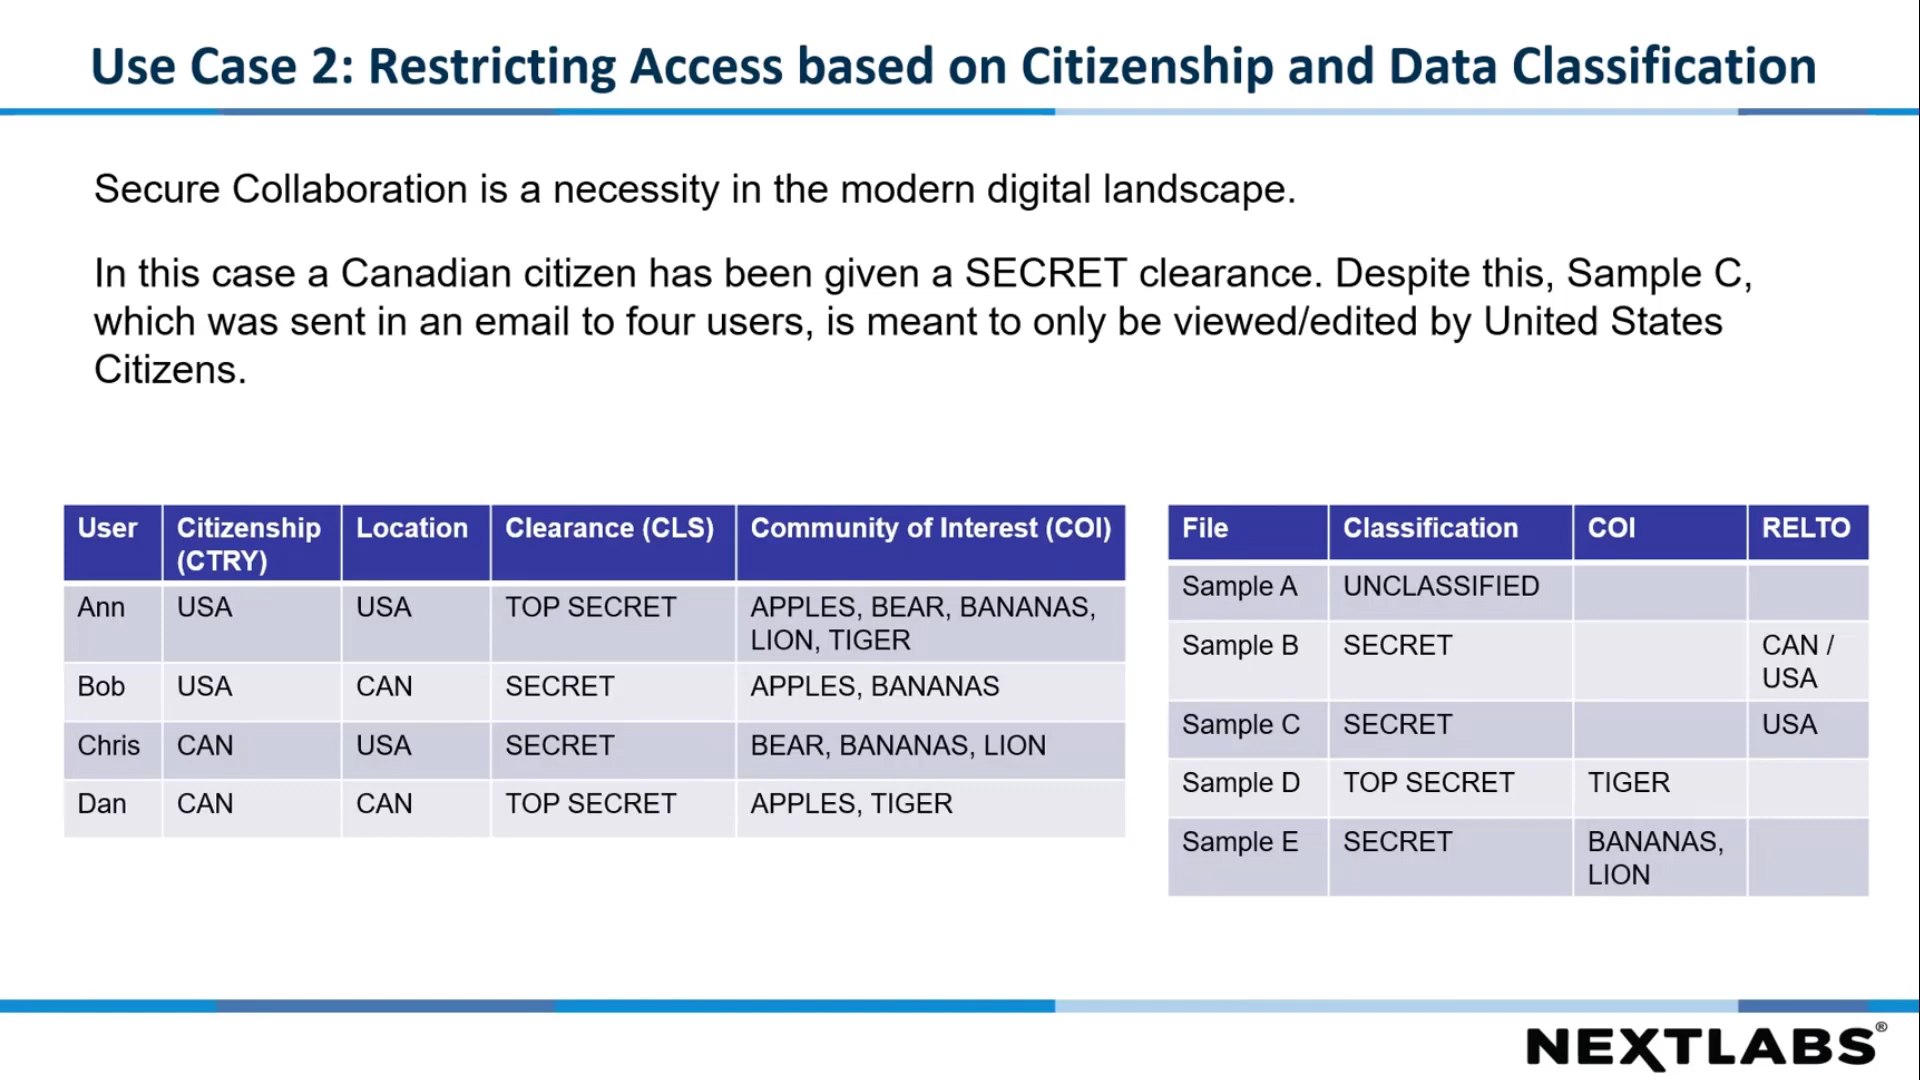 Use Case 2: Restricting Access based on Citizenship and Data Classification
Secure Collaboration is a necessity in the modern digital landscape.
In this case a Canadian citizen has been given a SECRET clearance. Despite this, Sample C,
which was sent in an email to four users, is meant to only be viewed/edited by United States
Citizens.
User Citizenship (CTRY) Location Clearance (CLS) Community of Interest (COI)
Ann USA USA TOP SECRET APPLES, BEAR, BANANAS,
LION, TIGER
Bob USA CAN SECRET APPLES, BANANAS
Chris CAN USA SECRET BEAR, BANANAS, LION
Dan CAN CAN TOP SECRET APPLES, TIGER
File Classification COI RELTO
Sample A UNCLASSIFIED
Sample B SECRET CAN /
USA
Sample C SECRET USA
Sample D TOP SECRET TIGER
Sample E SECRET BANANAS,
LION
NEXTLABS®